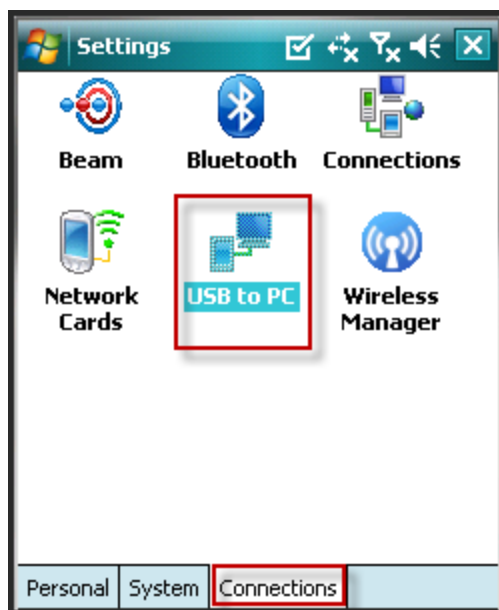 Settings
Beam
Bluetooth
Connections
Network
Cards
USB to PC
Wireless
Manager
Personal
System
Connections